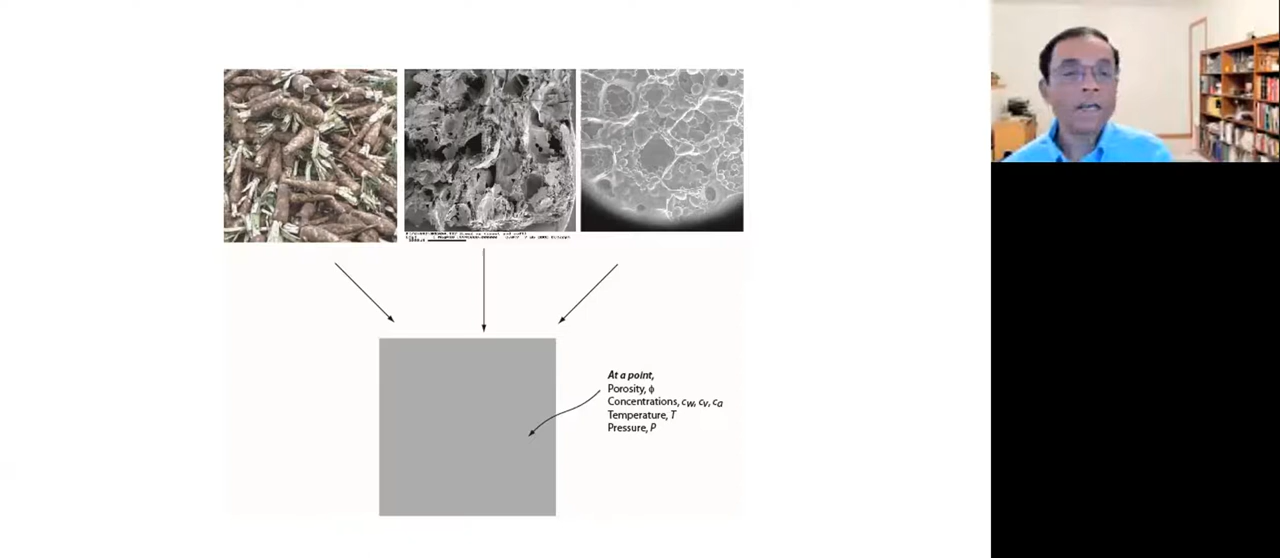 At a point,
Porosity, ϕ
Concentrations, cw, cv, ca
Temperature, T
Pressure, P